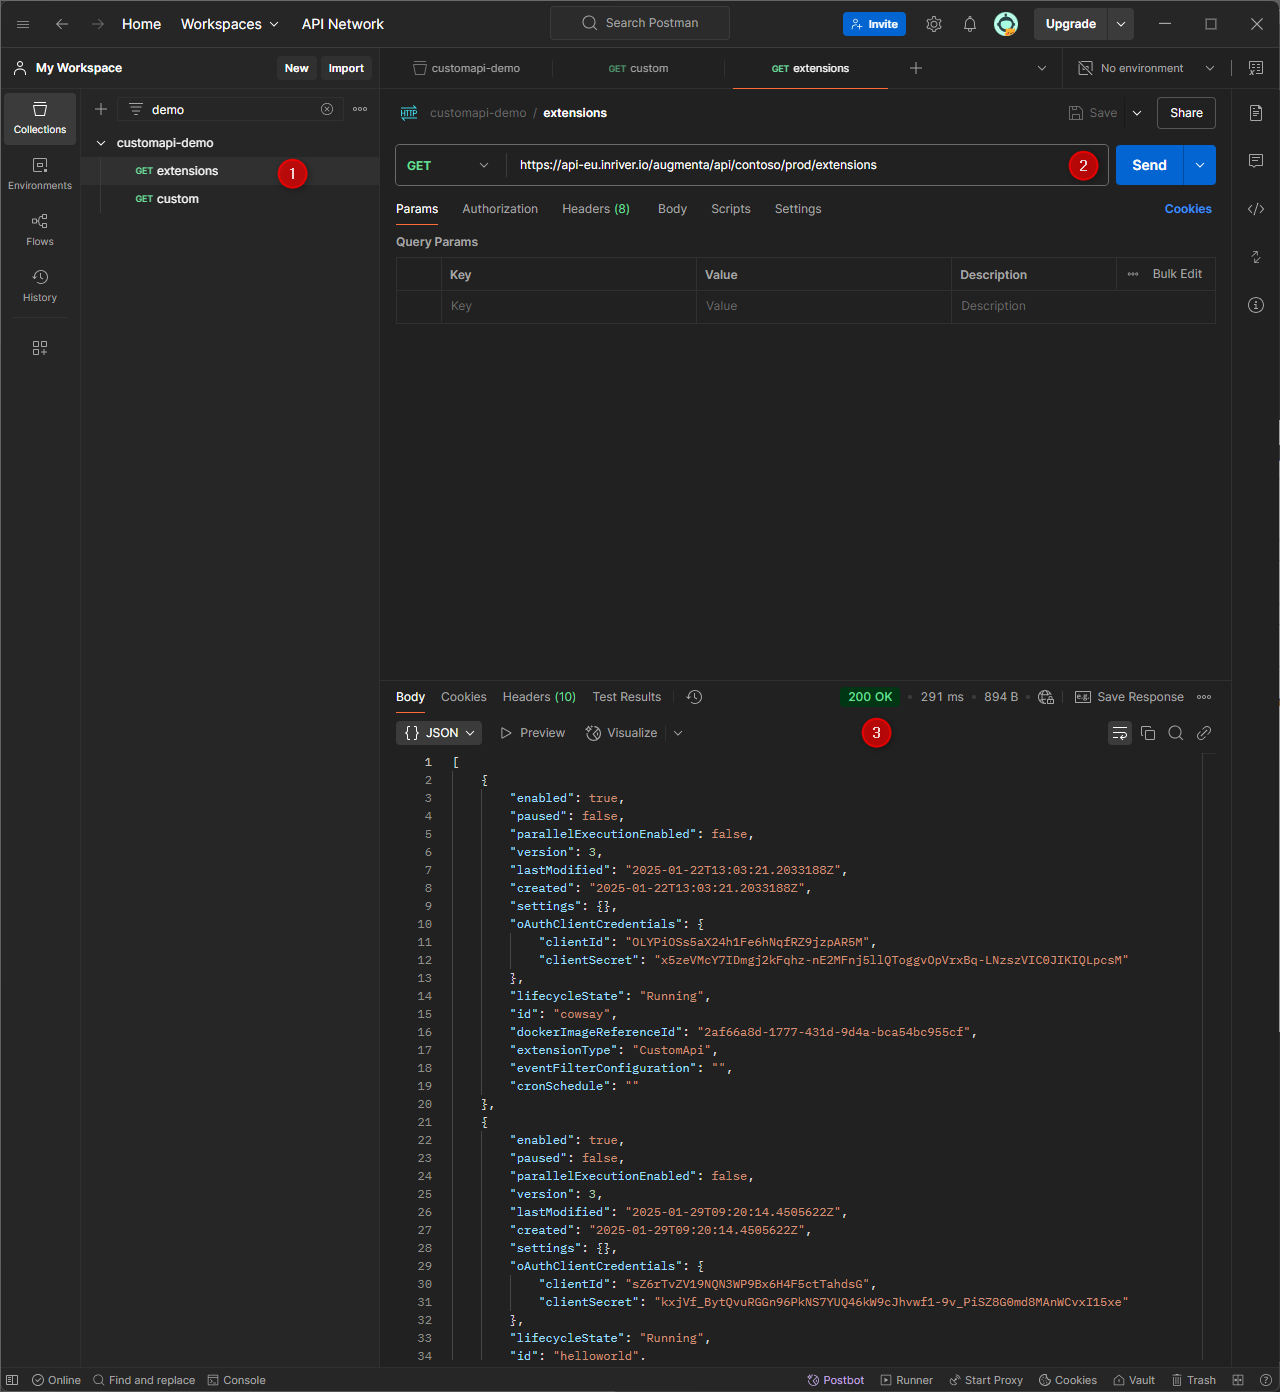 Home Workspaces API Network Search Postman Invite Upgrade
My Workspace New Import customapi-demo GET custom GET extensions No environment
Collections
demo
customapi-demo / extensions Save Share
customapi-demo
GET extensions 1
GET custom
Environments
Flows
History
GET https://api-eu.inriver.io/augmenta/api/contoso/prod/extensions 2 Send
Params Authorization Headers (8) Body Scripts Settings Cookies
Query Params
Key Value Description Bulk Edit
Key Value Description
Body Cookies Headers (10) Test Results 200 OK 291 ms 894 B e.g. Save Response
{} JSON Preview Visualize 3
1 [
2 {
3 "enabled": true,
4 "paused": false,
5 "parallelExecutionEnabled": false,
6 "version": 3,
7 "lastModified": "2025-01-22T13:03:21.2033188Z",
8 "created": "2025-01-22T13:03:21.2033188Z",
9 "settings": {},
10 "oAuthClientCredentials": {
11 "clientId": "OLYPiOSs5aX24h1Fe6hNqfRZ9jzpAR5M",
12 "clientSecret": "x5zeVMcY7IDmgj2kFqhz-nE2MFnj5llQToggvOpVrxBq-LNzszVIC0JIKIQLpcsM"
13 },
14 "lifecycleState": "Running",
15 "id": "cowsay",
16 "dockerImageReferenceId": "2af66a8d-1777-431d-9d4a-bca54bc955cf",
17 "extensionType": "CustomApi",
18 "eventFilterConfiguration": "",
19 "cronSchedule": ""
20 },
21 {
22 "enabled": true,
23 "paused": false,
24 "parallelExecutionEnabled": false,
25 "version": 3,
26 "lastModified": "2025-01-29T09:20:14.4505622Z",
27 "created": "2025-01-29T09:20:14.4505622Z",
28 "settings": {},
29 "oAuthClientCredentials": {
30 "clientId": "sZ6rTvZV19NQN3WP9Bx6H4F5ctTahdsG",
31 "clientSecret": "kxjVf_BytQvuRGGn96PkNS7YUQ46kW9cJhvwf1-9v_PiSZ8G0md8MAnWCvxI15xe"
32 },
33 "lifecycleState": "Running",
34 "id": "helloworld",
Online Find and replace Console Postbot Runner Start Proxy Cookies Vault Trash